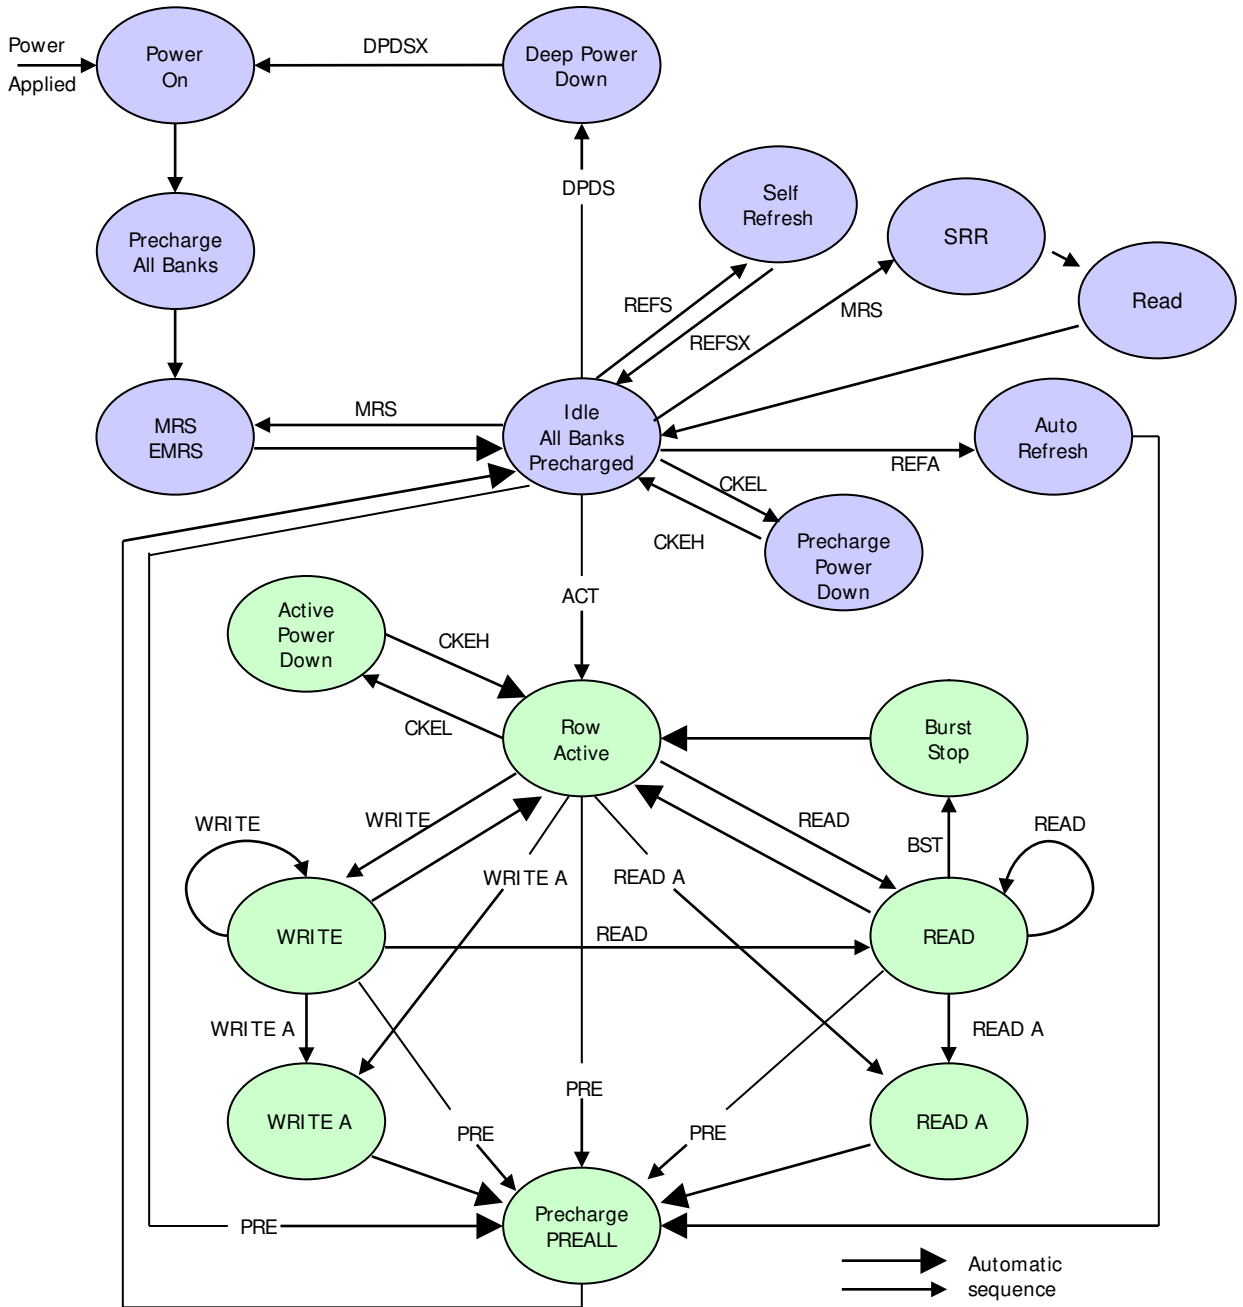 Power
Applied
Power
On
DPDSX
Deep Power
Down
DPDS
Self
Refresh
SRR
Precharge
All Banks
Read
REFS
REFSX
MRS
MRS
EMRS
MRS
Idle
All Banks
Precharged
Auto
Refresh
REFA
CKEL
CKEH
Precharge
Power
Down
ACT
Active
Power
Down
CKEH
CKEL
Row
Active
Burst
Stop
WRITE
WRITE
READ
BST
READ
WRITE A
READ A
WRITE
READ
READ
WRITE A
READ A
WRITE A
PRE
PRE
PRE
READ A
PRE
Precharge
PREALL
Automatic
sequence